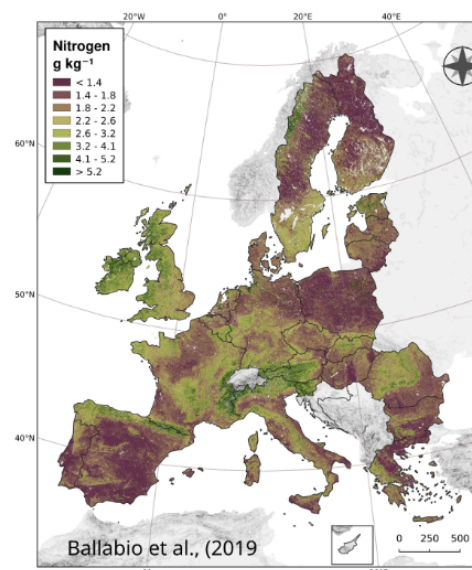 20°W 0° 20°E 40°E
Nitrogen
g kg⁻¹
< 1.4
1.4 - 1.8
1.8 - 2.2
2.2 - 2.6
2.6 - 3.2
3.2 - 4.1
4.1 - 5.2
> 5.2
60°N
50°N
40°N
Ballabio et al., (2019
0 250 500